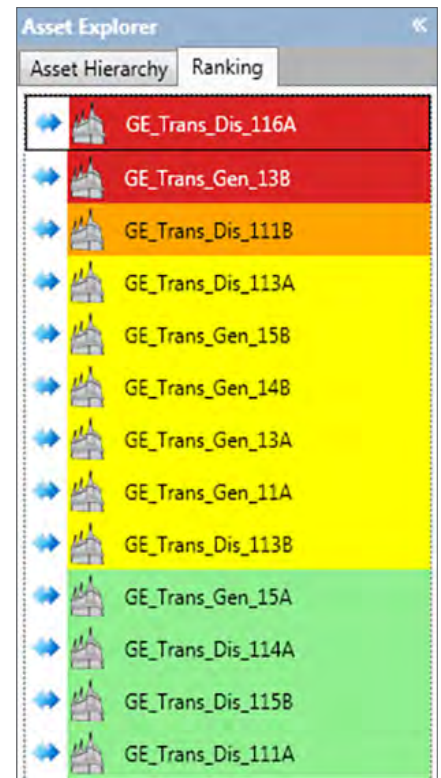 Asset Explorer
Asset Hierarchy Ranking
GE_Trans_Dis_116A
GE_Trans_Gen_13B
GE_Trans_Dis_111B
GE_Trans_Dis_113A
GE_Trans_Gen_15B
GE_Trans_Gen_14B
GE_Trans_Gen_13A
GE_Trans_Gen_11A
GE_Trans_Dis_113B
GE_Trans_Gen_15A
GE_Trans_Dis_114A
GE_Trans_Dis_115B
GE_Trans_Dis_111A